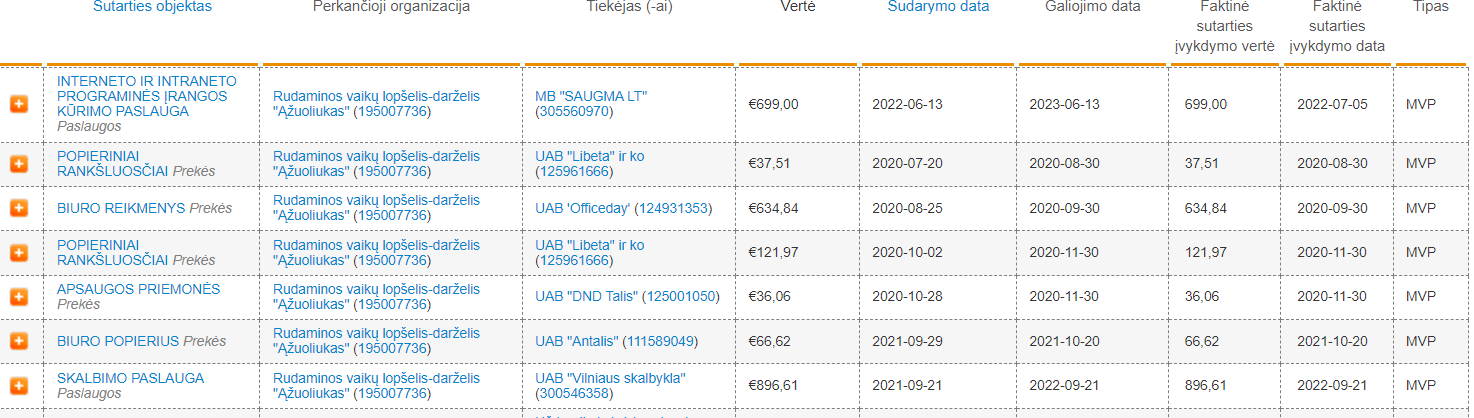 Sutarties objektas
Perkančioji organizacija
Tiekėjas (-ai)
Vertė
Sudarymo data
Galiojimo data
Faktinė
sutarties
įvykdymo vertė
Faktinė
sutarties
įvykdymo data
Tipas
INTERNETO IR INTRANETO
PROGRAMINĖS ĮRANGOS
KŪRIMO PASLAUGA
Paslaugos
Rudaminos vaikų lopšelis-darželis
"Ąžuoliukas" (195007736)
MB "SAUGMA LT"
(305560970)
€699,00
2022-06-13
2023-06-13
699,00
2022-07-05
MVP
POPIERINIAI
RANKŠLUOSČIAI Prekės
Rudaminos vaikų lopšelis-darželis
"Ąžuoliukas" (195007736)
UAB "Libeta" ir ko
(125961666)
€37,51
2020-07-20
2020-08-30
37,51
2020-08-30
MVP
BIURO REIKMENYS Prekės
Rudaminos vaikų lopšelis-darželis
"Ąžuoliukas" (195007736)
UAB 'Officeday' (124931353)
€634,84
2020-08-25
2020-09-30
634,84
2020-09-30
MVP
POPIERINIAI
RANKŠLUOSČIAI Prekės
Rudaminos vaikų lopšelis-darželis
"Ąžuoliukas" (195007736)
UAB "Libeta" ir ko
(125961666)
€121,97
2020-10-02
2020-11-30
121,97
2020-11-30
MVP
APSAUGOS PRIEMONĖS
Prekės
Rudaminos vaikų lopšelis-darželis
"Ąžuoliukas" (195007736)
UAB "DND Talis" (125001050)
€36,06
2020-10-28
2020-11-30
36,06
2020-11-30
MVP
BIURO POPIERIUS Prekės
Rudaminos vaikų lopšelis-darželis
"Ąžuoliukas" (195007736)
UAB "Antalis" (111589049)
€66,62
2021-09-29
2021-10-20
66,62
2021-10-20
MVP
SKALBIMO PASLAUGA
Paslaugos
Rudaminos vaikų lopšelis-darželis
"Ąžuoliukas" (195007736)
UAB "Vilniaus skalbykla"
(300546358)
€896,61
2021-09-21
2022-09-21
896,61
2022-09-21
MVP